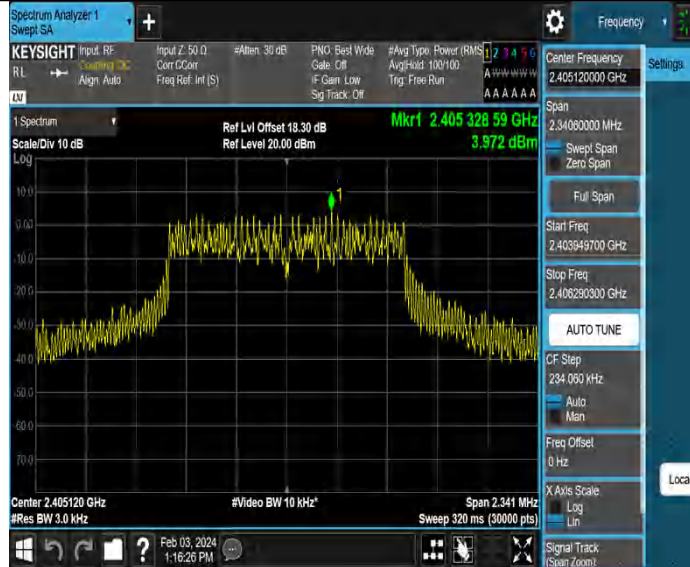 Spectrum Analyzer 1
Swept SA
+
Frequency
KEYSIGHT
RL
Input: RF
Coupling: DC
Align: Auto
Input Z: 50 Ω
Corr CCorr
Freq Ref: Int (S)
#Atten: 30 dB
PNO: Best Wide
Gate: Off
IF Gain: Low
Sig Track: Off
#Avg Type: Power (RMS
Avg|Hold: 100/100
Trig: Free Run
1 2 3 4 5 6
A W W W W W
A A A A A A
LXI
1 Spectrum
Scale/Div 10 dB
Log
Ref Lvl Offset 18.30 dB
Ref Level 20.00 dBm
Mkr1 2.405 328 59 GHz
3.972 dBm
1
10.0
0.00
-10.0
-20.0
-30.0
-40.0
-50.0
-60.0
-70.0
Center 2.405120 GHz
#Res BW 3.0 kHz
#Video BW 10 kHz*
Span 2.341 MHz
Sweep 320 ms (30000 pts)
?
Feb 03, 2024
1:16:26 PM
Center Frequency
2.405120000 GHz
Span
2.34060000 MHz
Swept Span
Zero Span
Full Span
Start Freq
2.403949700 GHz
Stop Freq
2.406290300 GHz
AUTO TUNE
CF Step
234.060 kHz
Auto
Man
Freq Offset
0 Hz
X Axis Scale
Log
Lin
Signal Track
(Span Zoom)
Settings
Loca